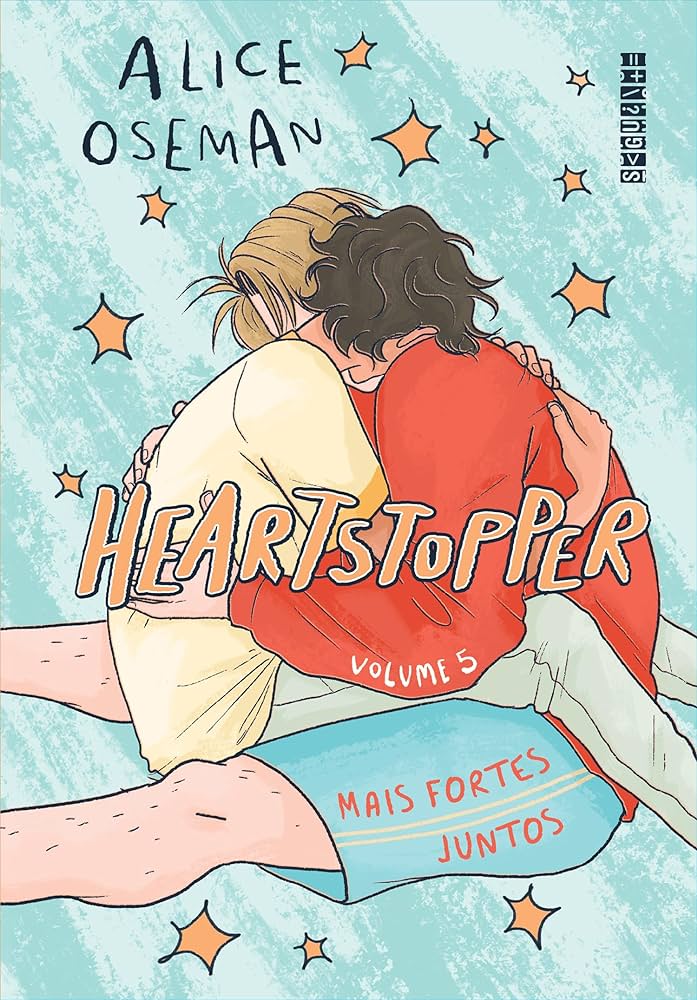 ALICE
OSEMAN
HEARTSTOPPER
VOLUME 5
MAIS FORTES
JUNTOS